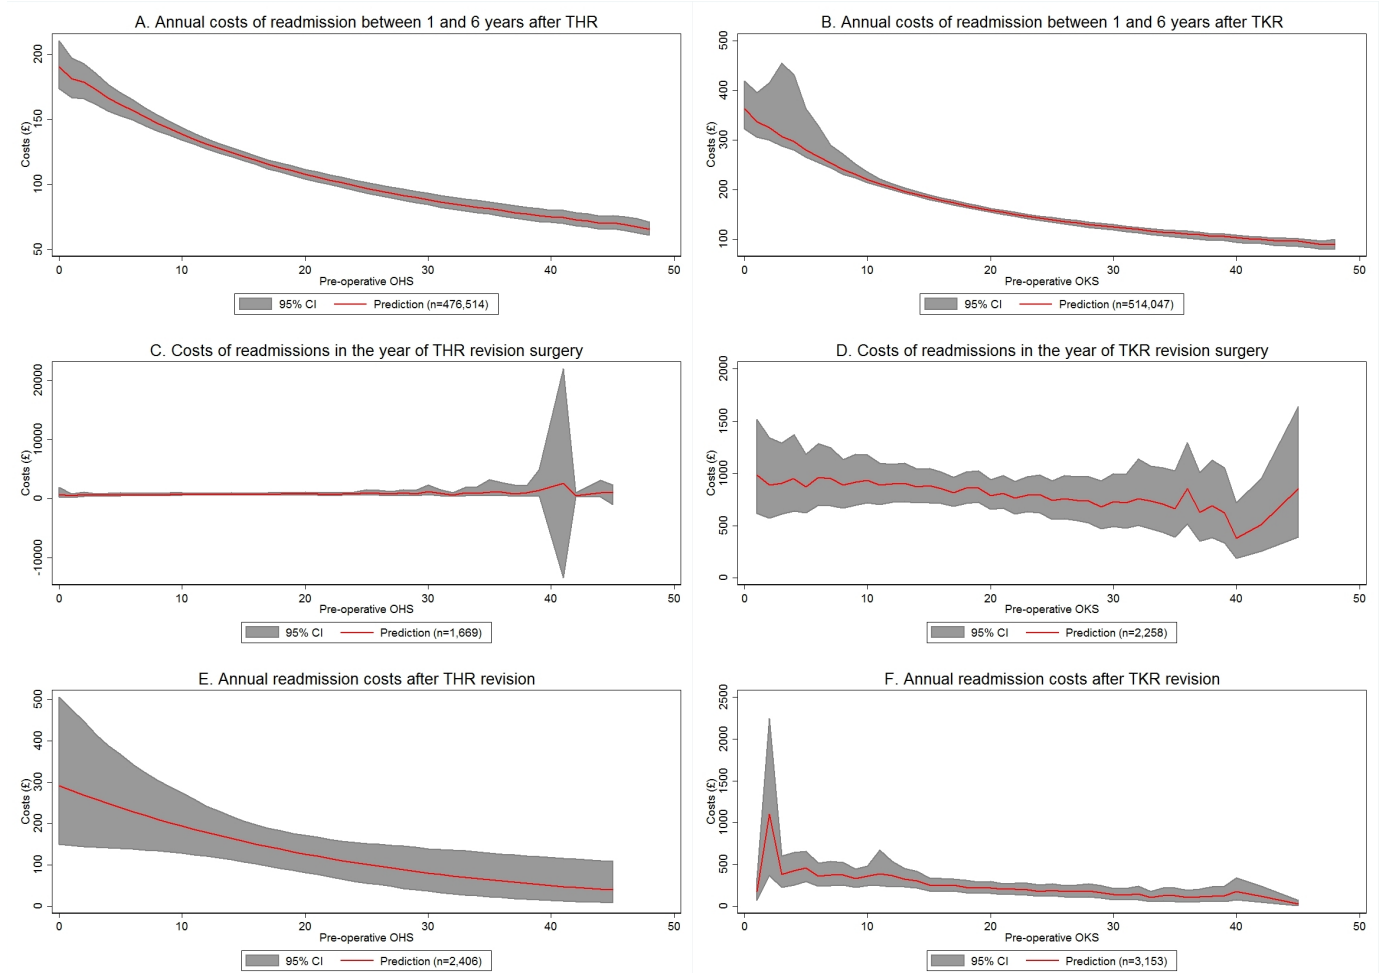 A. Annual costs of readmission between 1 and 6 years after THR
Costs (£)
200
150
100
50
0 10 20 30 40 50
Pre-operative OHS
95% CI Prediction (n=476,514)
B. Annual costs of readmission between 1 and 6 years after TKR
Costs (£)
500
400
300
200
100
0 10 20 30 40 50
Pre-operative OKS
95% CI Prediction (n=514,047)
C. Costs of readmissions in the year of THR revision surgery
Costs (£)
20000
10000
0
-10000
0 10 20 30 40 50
Pre-operative OHS
95% CI Prediction (n=1,669)
D. Costs of readmissions in the year of TKR revision surgery
Costs (£)
2000
1500
1000
500
0
0 10 20 30 40 50
Pre-operative OKS
95% CI Prediction (n=2,258)
E. Annual readmission costs after THR revision
Costs (£)
500
400
300
200
100
0
0 10 20 30 40 50
Pre-operative OHS
95% CI Prediction (n=2,406)
F. Annual readmission costs after TKR revision
Costs (£)
2500
2000
1500
1000
500
0
0 10 20 30 40 50
Pre-operative OKS
95% CI Prediction (n=3,153)